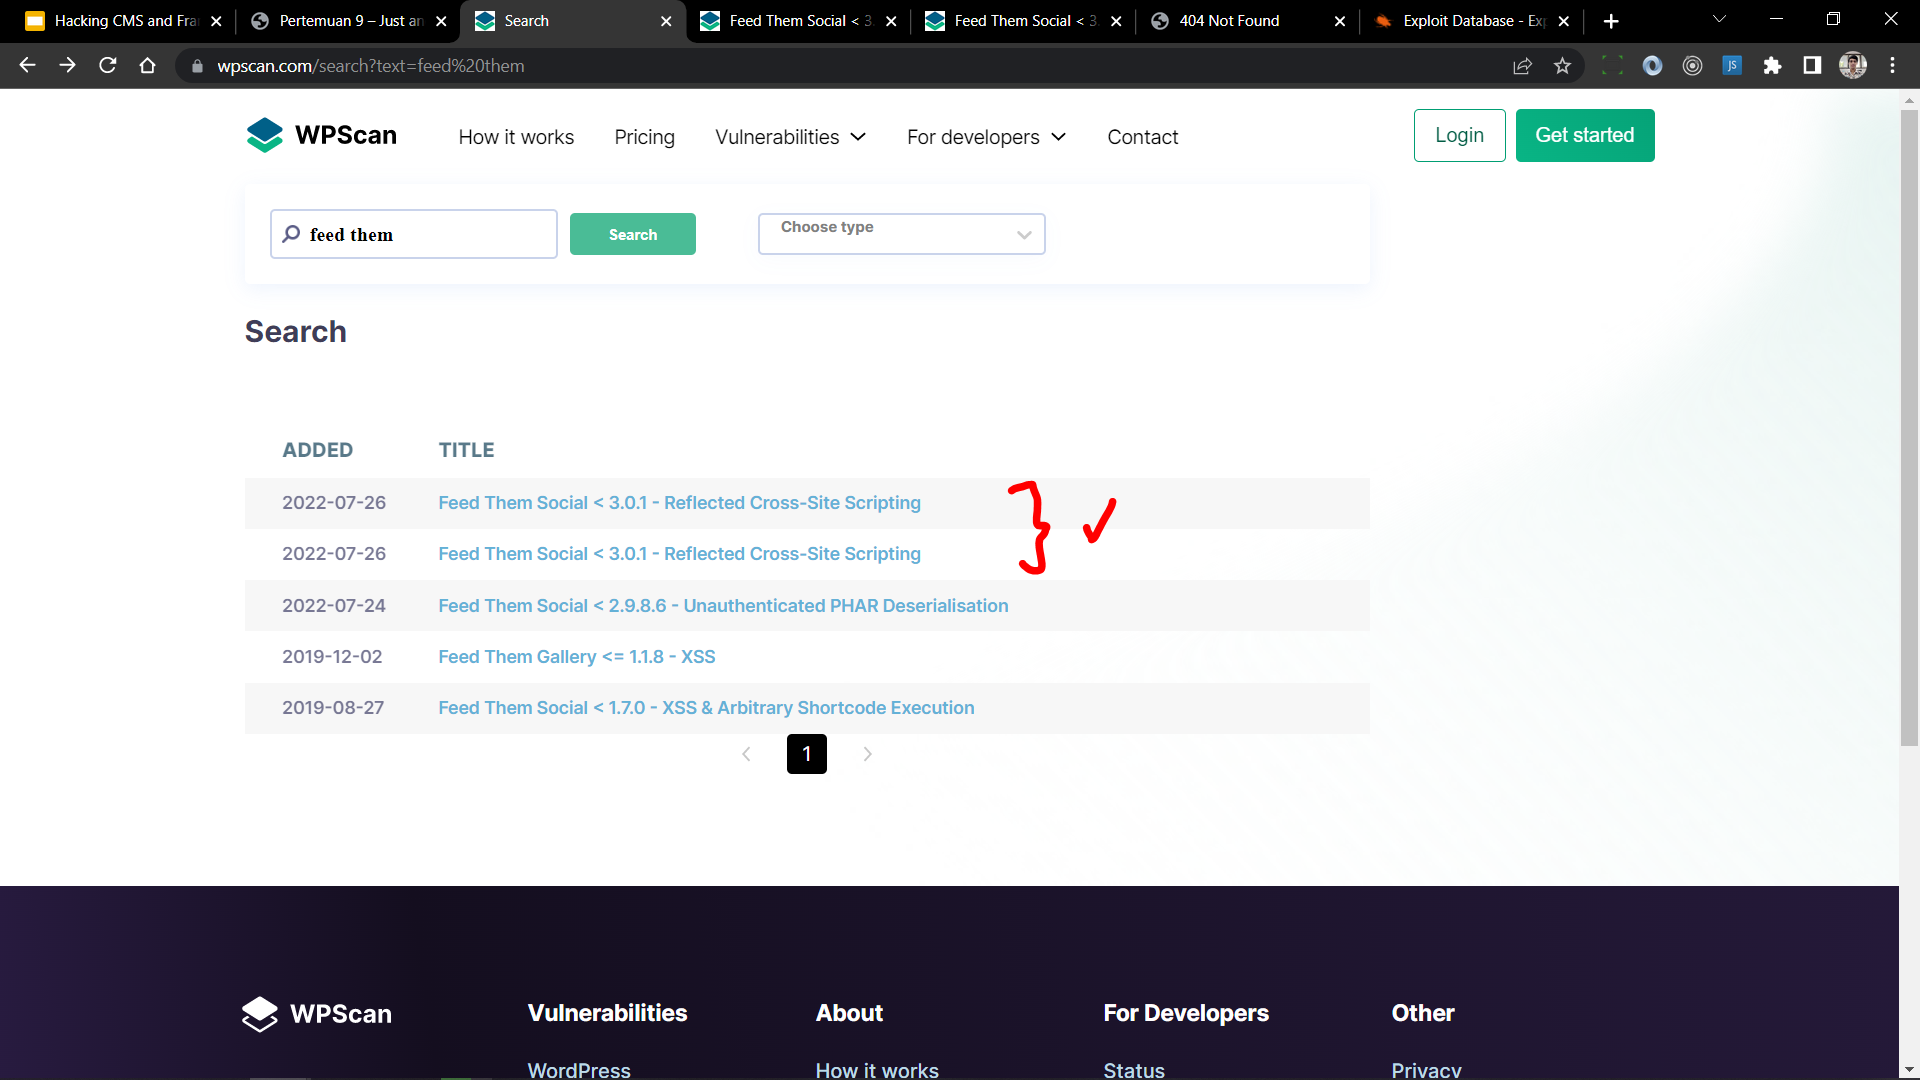 Hacking CMS and Fra
Pertemuan 9 – Just an
Search
Feed Them Social < 3.
Feed Them Social < 3.
404 Not Found
Exploit Database - Ex
wpscan.com/search?text=feed%20them
JS
WPScan
How it works
Pricing
Vulnerabilities
For developers
Contact
Login
Get started
feed them
Search
Choose type
Search
ADDED TITLE
2022-07-26 Feed Them Social < 3.0.1 - Reflected Cross-Site Scripting
2022-07-26 Feed Them Social < 3.0.1 - Reflected Cross-Site Scripting
2022-07-24 Feed Them Social < 2.9.8.6 - Unauthenticated PHAR Deserialisation
2019-12-02 Feed Them Gallery <= 1.1.8 - XSS
2019-08-27 Feed Them Social < 1.7.0 - XSS & Arbitrary Shortcode Execution
1
WPScan
Vulnerabilities
About
For Developers
Other
WordPress
How it works
Status
Privacy